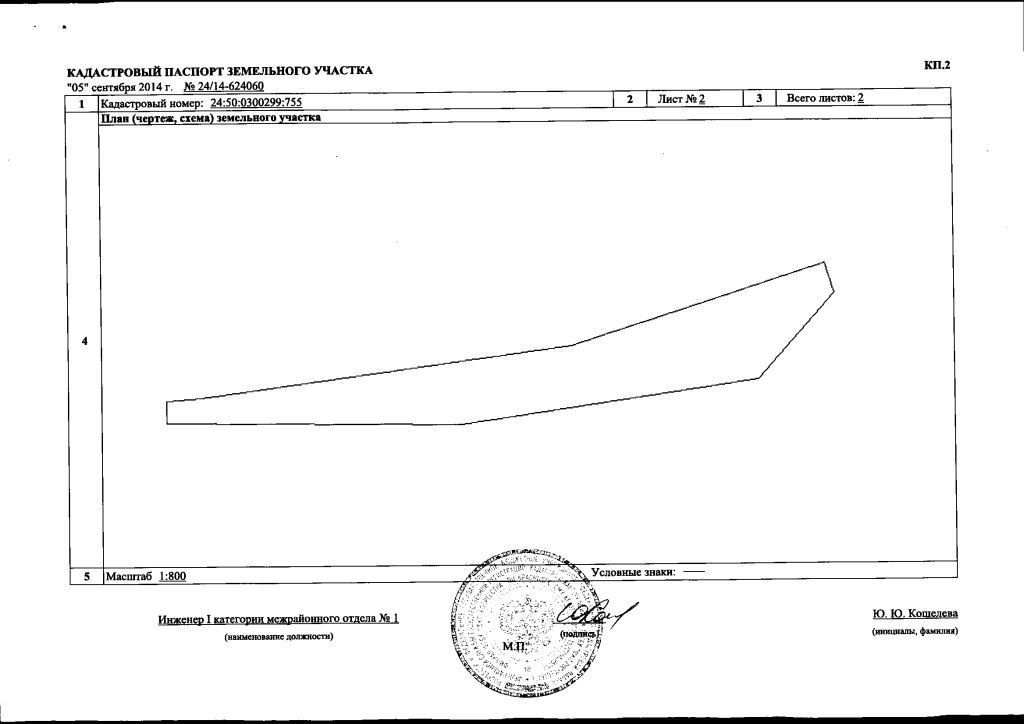 КАДАСТРОВЫЙ ПАСПОРТ ЗЕМЕЛЬНОГО УЧАСТКА
КП.2
"05" сентября 2014 г. № 24/14-624060
1 Кадастровый номер: 24:50:0300299:755 2 Лист № 2 3 Всего листов: 2
План (чертеж, схема) земельного участка
4
5 Масштаб 1:800 Условные знаки:
Инженер I категории межрайонного отдела № 1 Ю. Ю. Кошелева
(наименование должности) (подпись) (инициалы, фамилия)
М.П.